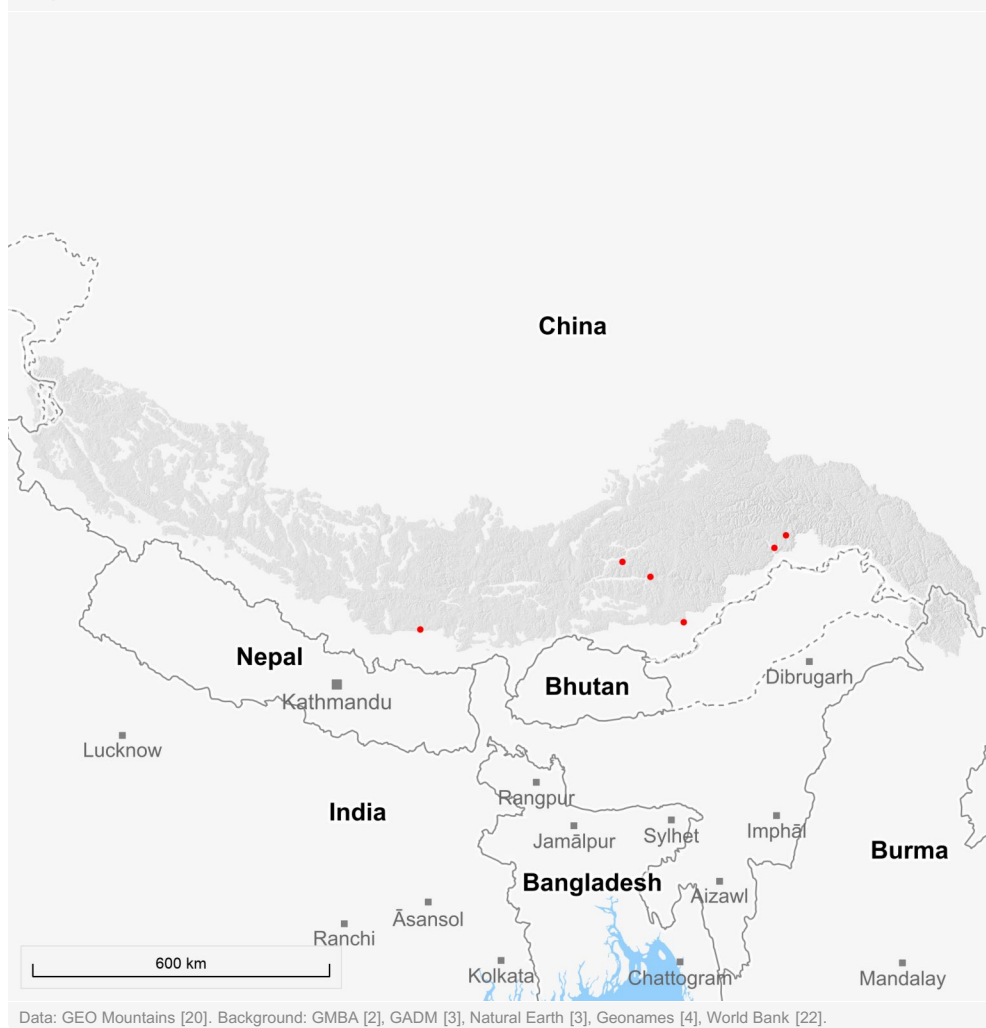 China
Nepal
Kathmandu
Bhutan
Dibrugarh
Lucknow
Rangpur
India
Jamālpur
Sylhet
Imphāl
Burma
Bangladesh
Aizawl
Āsansol
Ranchi
600 km
Kolkata
Chattogram
Mandalay
Data: GEO Mountains [20]. Background: GMBA [2], GADM [3], Natural Earth [3], Geonames [4], World Bank [22].